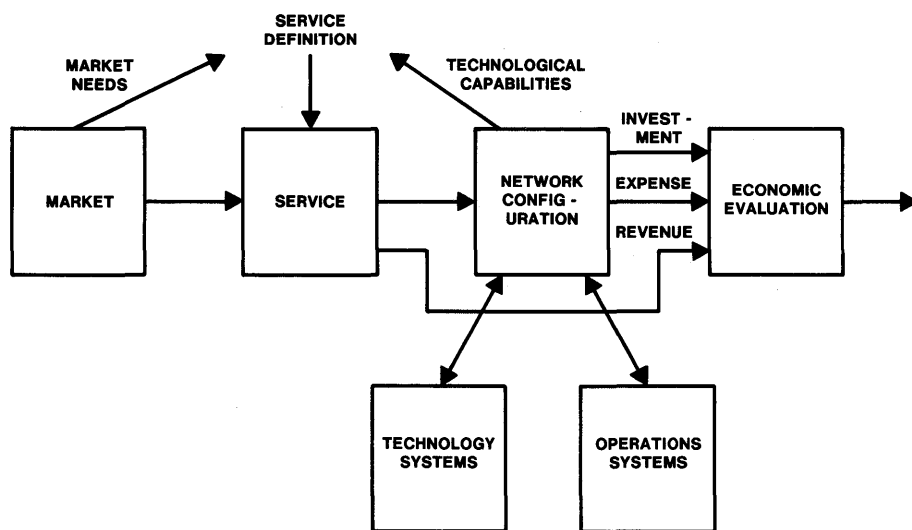 SERVICE
DEFINITION
MARKET
NEEDS
TECHNOLOGICAL
CAPABILITIES
INVEST -
MENT
MARKET
SERVICE
NETWORK
CONFIG -
URATION
EXPENSE
REVENUE
ECONOMIC
EVALUATION
TECHNOLOGY
SYSTEMS
OPERATIONS
SYSTEMS